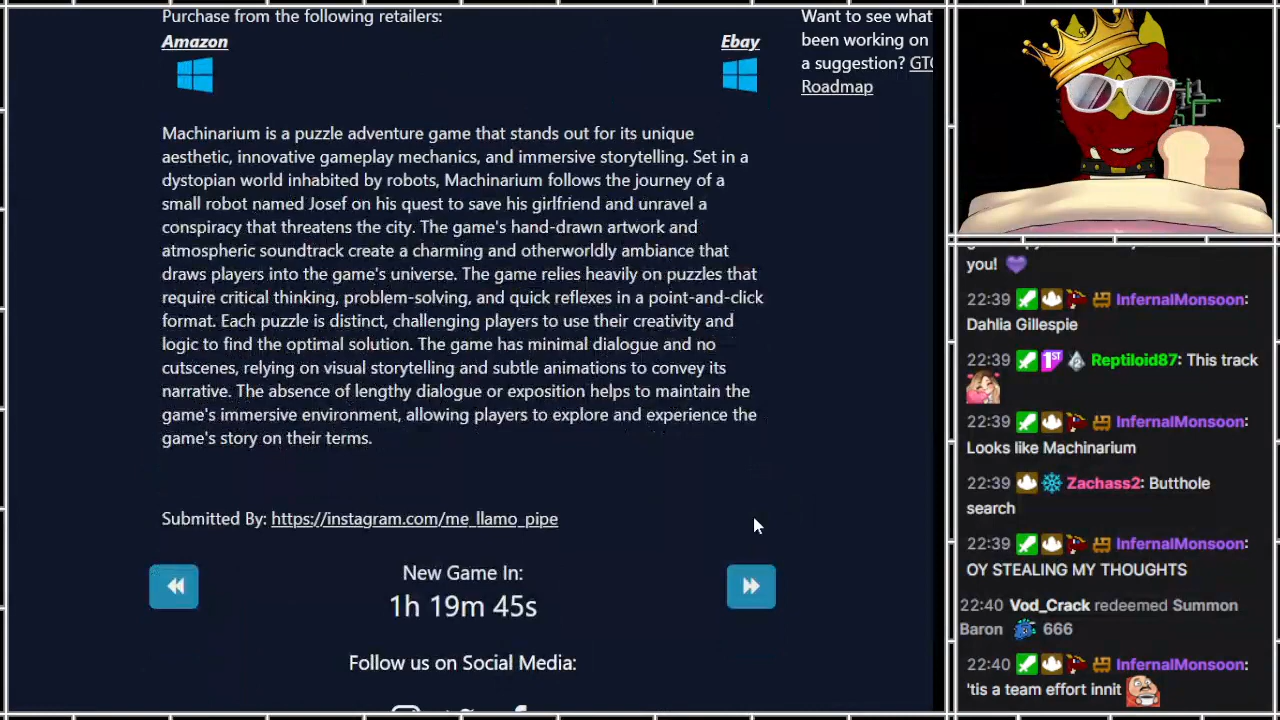 Purchase from the following retailers:
Amazon
Ebay
Machinarium is a puzzle adventure game that stands out for its unique
aesthetic, innovative gameplay mechanics, and immersive storytelling. Set in a
dystopian world inhabited by robots, Machinarium follows the journey of a
small robot named Josef on his quest to save his girlfriend and unravel a
conspiracy that threatens the city. The game's hand-drawn artwork and
atmospheric soundtrack create a charming and otherworldly ambiance that
draws players into the game's universe. The game relies heavily on puzzles that
require critical thinking, problem-solving, and quick reflexes in a point-and-click
format. Each puzzle is distinct, challenging players to use their creativity and
logic to find the optimal solution. The game has minimal dialogue and no
cutscenes, relying on visual storytelling and subtle animations to convey its
narrative. The absence of lengthy dialogue or exposition helps to maintain the
game's immersive environment, allowing players to explore and experience the
game's story on their terms.
Submitted By: https://instagram.com/me_llamo_pipe
New Game In:
1h 19m 45s
Follow us on Social Media:
Want to see what
been working on
a suggestion? GTG
Roadmap
you!
22:39 InfernalMonsoon:
Dahlia Gillespie
22:39 1ST Reptiloid87: This track
22:39 InfernalMonsoon:
Looks like Machinarium
22:39 Zachass2: Butthole
search
22:39 InfernalMonsoon:
OY STEALING MY THOUGHTS
22:40 Vod_Crack redeemed Summon
Baron 666
22:40 InfernalMonsoon:
'tis a team effort innit